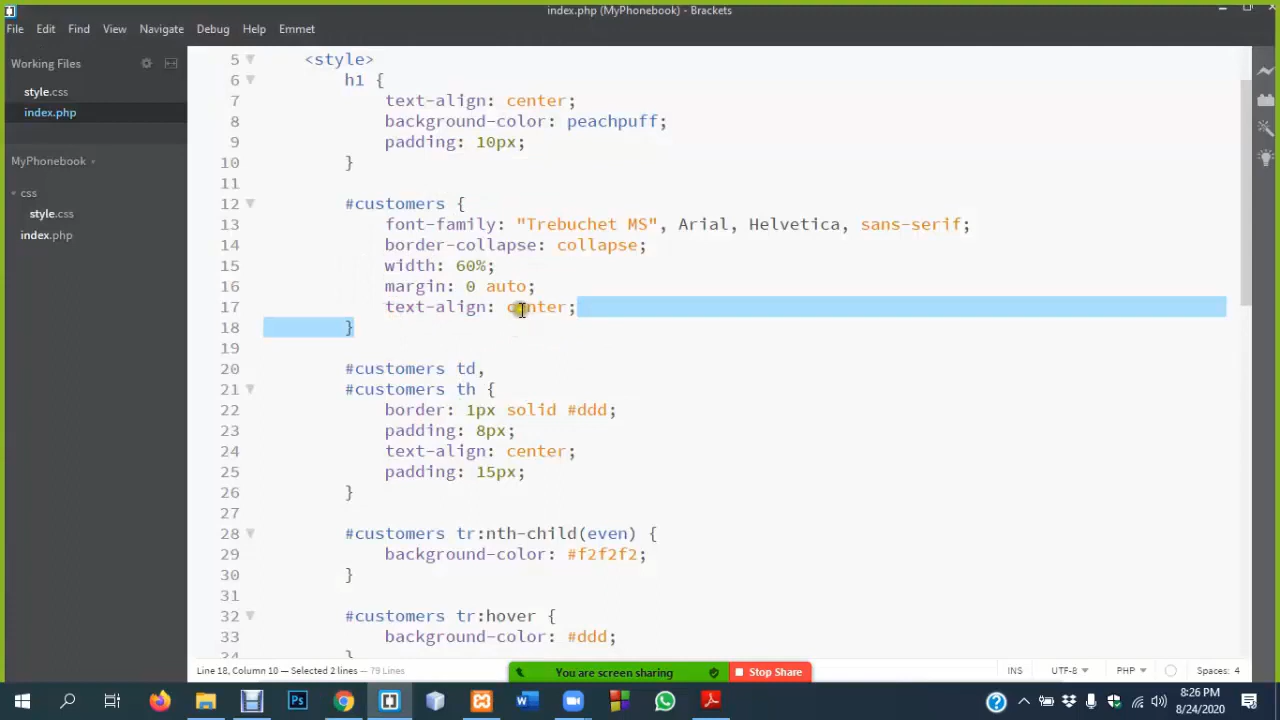 index.php (MyPhonebook) - Brackets
File Edit Find View Navigate Debug Help Emmet
Working Files
style.css
index.php
MyPhonebook
css
style.css
index.php
5 <style>
6 h1 {
7 text-align: center;
8 background-color: peachpuff;
9 padding: 10px;
10 }
11
12 #customers {
13 font-family: "Trebuchet MS", Arial, Helvetica, sans-serif;
14 border-collapse: collapse;
15 width: 60%;
16 margin: 0 auto;
17 text-align: center;
18 }
19
20 #customers td,
21 #customers th {
22 border: 1px solid #ddd;
23 padding: 8px;
24 text-align: center;
25 padding: 15px;
26 }
27
28 #customers tr:nth-child(even) {
29 background-color: #f2f2f2;
30 }
31
32 #customers tr:hover {
33 background-color: #ddd;
34 }
Line 18, Column 10 — Selected 2 lines — 79 Lines
INS UTF-8 PHP Spaces: 4
You are screen sharing Stop Share
8:26 PM
8/24/2020